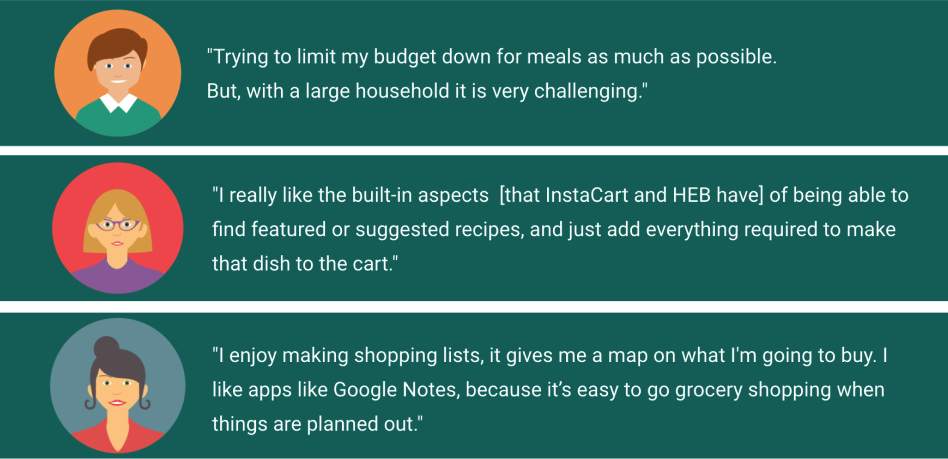 "Trying to limit my budget down for meals as much as possible.
But, with a large household it is very challenging."
"I really like the built-in aspects  [that InstaCart and HEB have] of being able to
find featured or suggested recipes, and just add everything required to make
that dish to the cart."
"I enjoy making shopping lists, it gives me a map on what I'm going to buy. I
like apps like Google Notes, because it’s easy to go grocery shopping when
things are planned out."